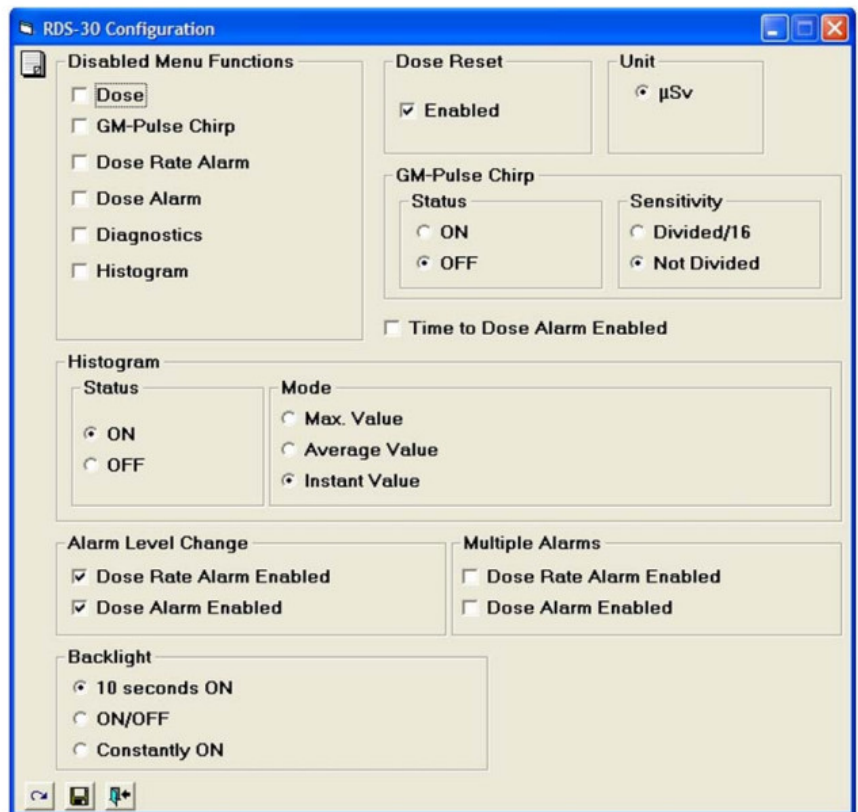 RDS-30 Configuration
Disabled Menu Functions
Dose
GM-Pulse Chirp
Dose Rate Alarm
Dose Alarm
Diagnostics
Histogram
Dose Reset
Enabled
Unit
µSv
GM-Pulse Chirp
Status
ON
OFF
Sensitivity
Divided/16
Not Divided
Time to Dose Alarm Enabled
Histogram
Status
ON
OFF
Mode
Max. Value
Average Value
Instant Value
Alarm Level Change
Dose Rate Alarm Enabled
Dose Alarm Enabled
Multiple Alarms
Dose Rate Alarm Enabled
Dose Alarm Enabled
Backlight
10 seconds ON
ON/OFF
Constantly ON